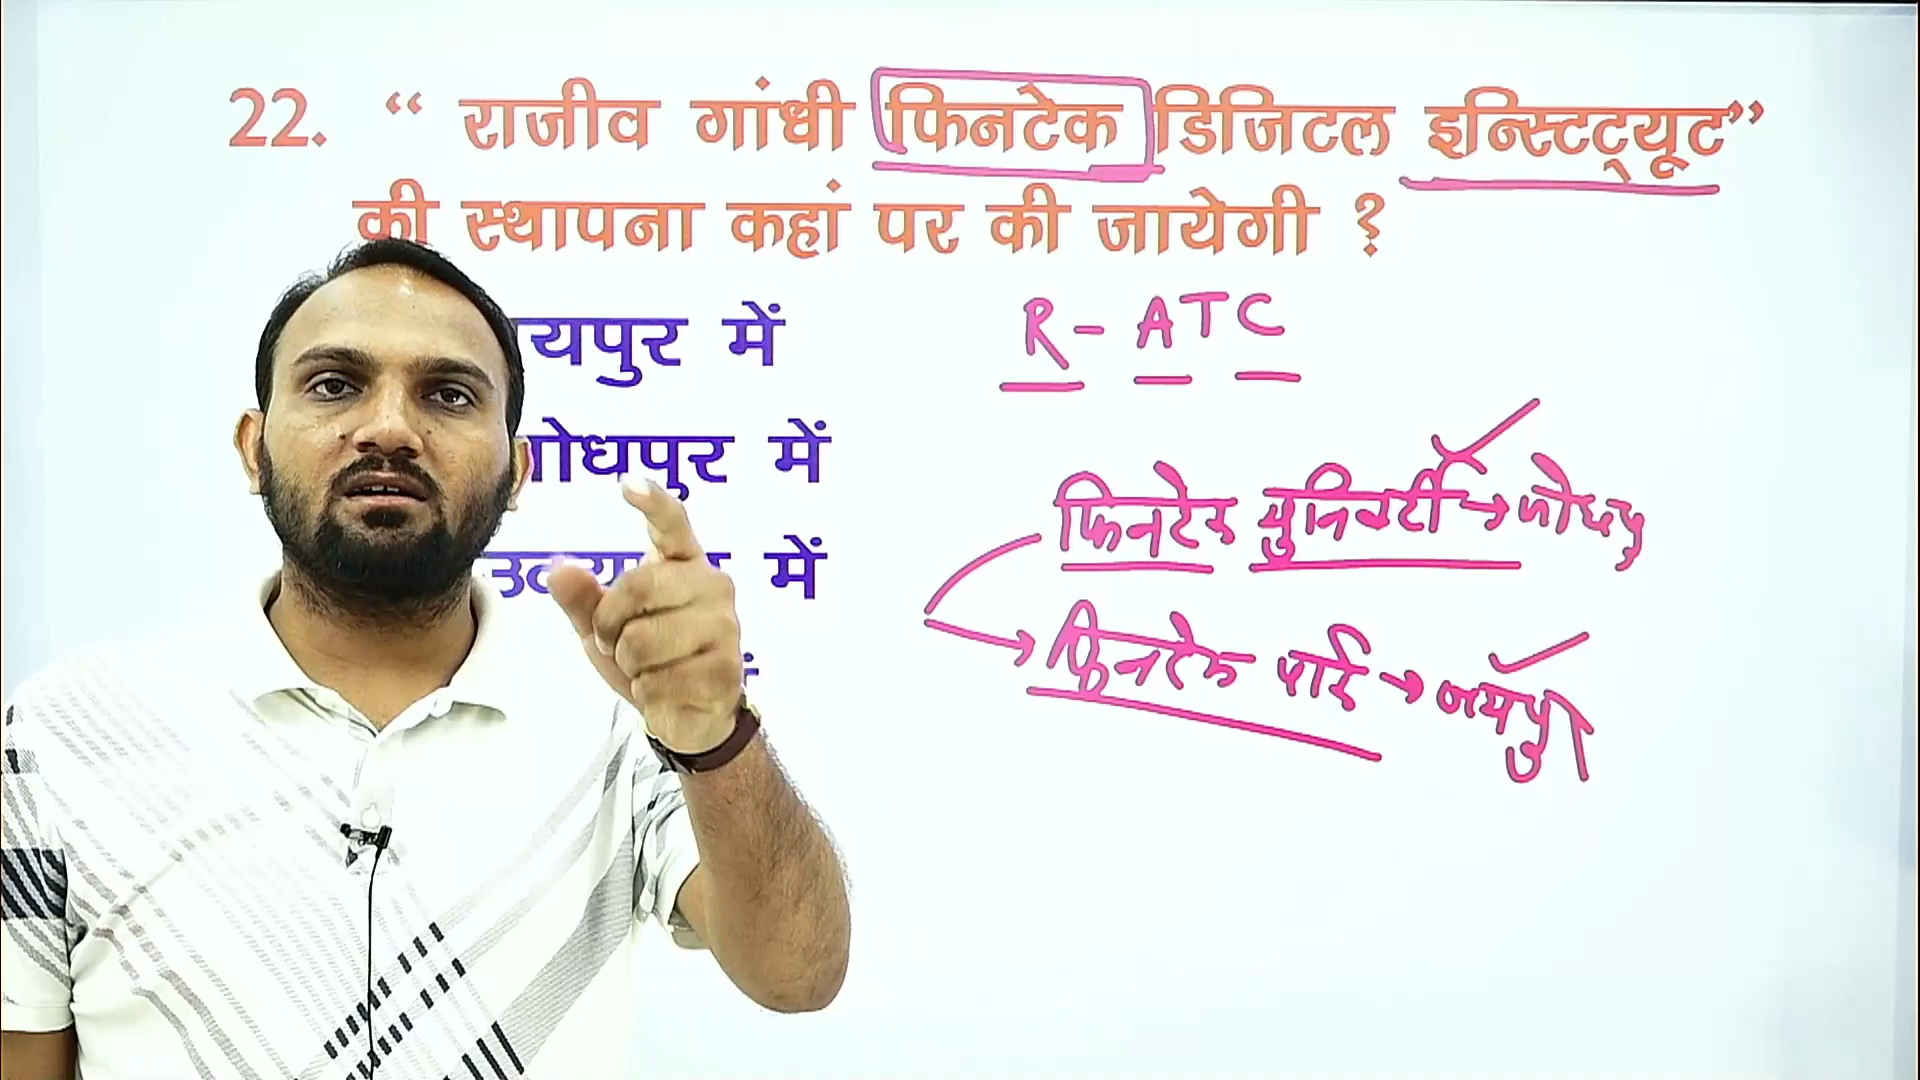 22. “ राजीव गांधी फिनटेक डिजिटल इन्स्टिट्यूट”
की स्थापना कहां पर की जायेगी ?
यपुर में
ोधपुर में
में
R - ATC
फिनटेक युनिवर्टी → जोधपु
फिनटेक पार्क → जयपुर